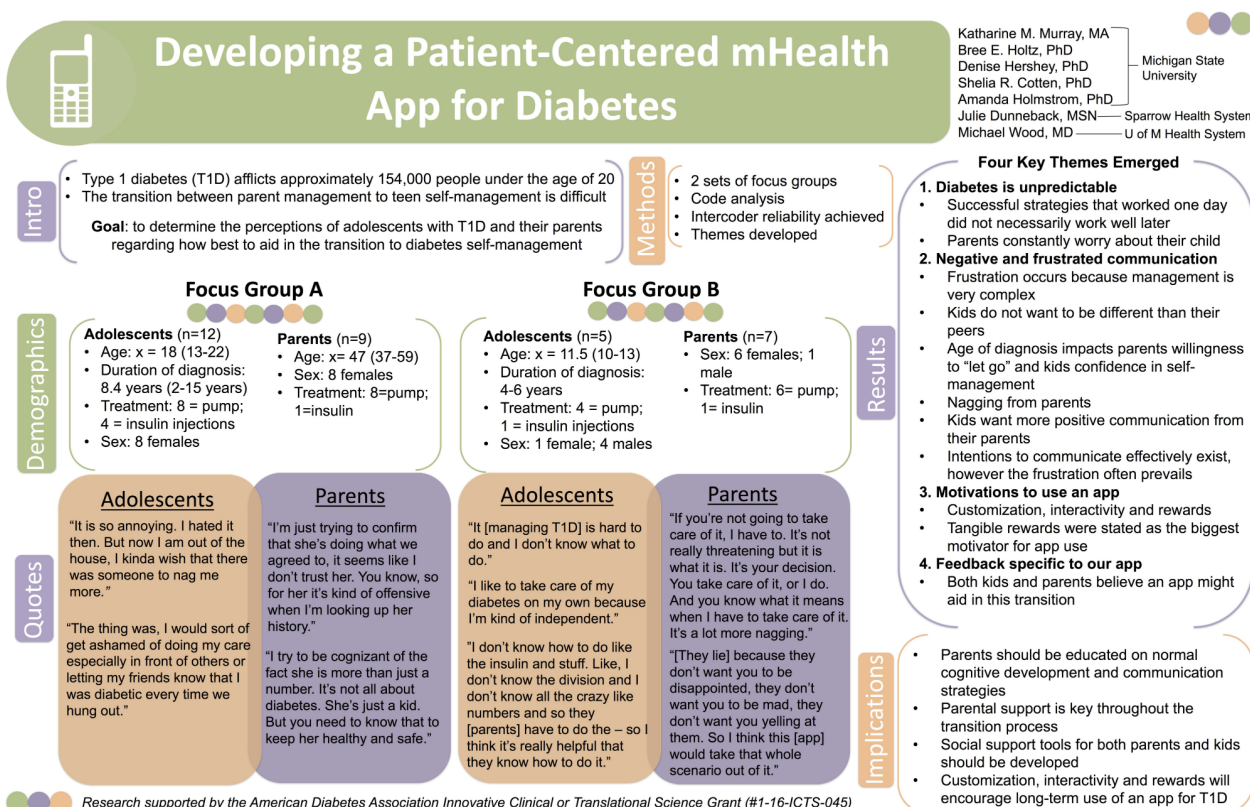 Developing a Patient-Centered mHealth
App for Diabetes
Katharine M. Murray, MA
Bree E. Holtz, PhD
Denise Hershey, PhD
Shelia R. Cotten, PhD
Amanda Holmstrom, PhD
Michigan State
University
Julie Dunneback, MSN
Sparrow Health System
Michael Wood, MD
U of M Health System
Intro
• Type 1 diabetes (T1D) afflicts approximately 154,000 people under the age of 20
• The transition between parent management to teen self-management is difficult
Goal: to determine the perceptions of adolescents with T1D and their parents
regarding how best to aid in the transition to diabetes self-management
Methods
• 2 sets of focus groups
• Code analysis
• Intercoder reliability achieved
• Themes developed
Demographics
Focus Group A
Adolescents (n=12)
• Age: x = 18 (13-22)
• Duration of diagnosis:
8.4 years (2-15 years)
• Treatment: 8 = pump;
4 = insulin injections
• Sex: 8 females
Parents (n=9)
• Age: x= 47 (37-59)
• Sex: 8 females
• Treatment: 8=pump;
1=insulin
Focus Group B
Adolescents (n=5)
• Age: x = 11.5 (10-13)
• Duration of diagnosis:
4-6 years
• Treatment: 4 = pump;
1 = insulin injections
• Sex: 1 female; 4 males
Parents (n=7)
• Sex: 6 females; 1
male
• Treatment: 6= pump;
1= insulin
Quotes
Adolescents
“It is so annoying. I hated it
then. But now I am out of the
house, I kinda wish that there
was someone to nag me
more.”
“The thing was, I would sort of
get ashamed of doing my care
especially in front of others or
letting my friends know that I
was diabetic every time we
hung out.”
Parents
“I’m just trying to confirm
that she’s doing what we
agreed to, it seems like I
don’t trust her. You know, so
for her it’s kind of offensive
when I’m looking up her
history.”
“I try to be cognizant of the
fact she is more than just a
number. It’s not all about
diabetes. She’s just a kid.
But you need to know that to
keep her healthy and safe.”
Adolescents
“It [managing T1D] is hard to
do and I don’t know what to
do.”
“I like to take care of my
diabetes on my own because
I’m kind of independent.”
“I don’t know how to do like
the insulin and stuff. Like, I
don’t know the division and I
don’t know all the crazy like
numbers and so they
[parents] have to do the – so I
think it’s really helpful that
they know how to do it.”
Parents
“If you’re not going to take
care of it, I have to. It’s not
really threatening but it is
what it is. It’s your decision.
You take care of it, or I do.
And you know what it means
when I have to take care of it.
It’s a lot more nagging.”
“[They lie] because they
don’t want you to be
disappointed, they don’t
want you to be mad, they
don’t want you yelling at
them. So I think this [app]
would take that whole
scenario out of it.”
Results
Four Key Themes Emerged
1. Diabetes is unpredictable
• Successful strategies that worked one day
did not necessarily work well later
• Parents constantly worry about their child
2. Negative and frustrated communication
• Frustration occurs because management is
very complex
• Kids do not want to be different than their
peers
• Age of diagnosis impacts parents willingness
to “let go” and kids confidence in self-
management
• Nagging from parents
• Kids want more positive communication from
their parents
• Intentions to communicate effectively exist,
however the frustration often prevails
3. Motivations to use an app
• Customization, interactivity and rewards
• Tangible rewards were stated as the biggest
motivator for app use
4. Feedback specific to our app
• Both kids and parents believe an app might
aid in this transition
Implications
• Parents should be educated on normal
cognitive development and communication
strategies
• Parental support is key throughout the
transition process
• Social support tools for both parents and kids
should be developed
• Customization, interactivity and rewards will
encourage long-term use of an app for T1D
Research supported by the American Diabetes Association Innovative Clinical or Translational Science Grant (#1-16-ICTS-045)